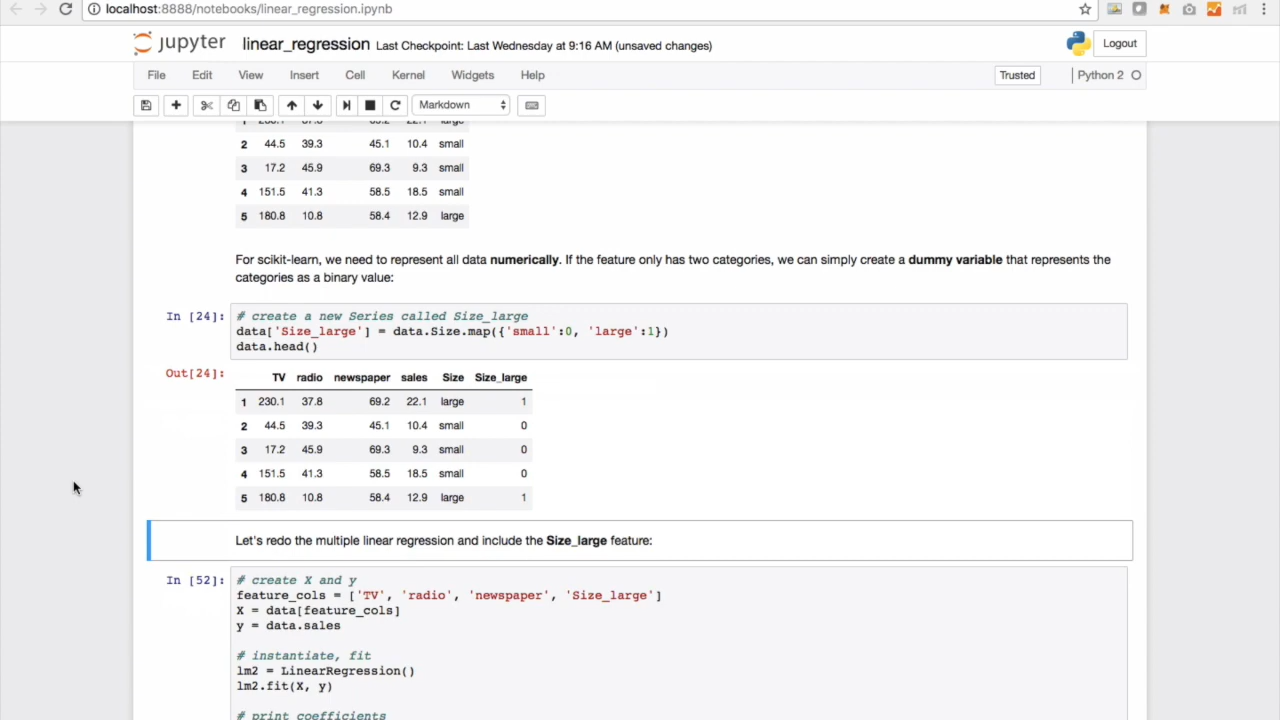 localhost:8888/notebooks/linear_regression.ipynb
jupyter linear_regression Last Checkpoint: Last Wednesday at 9:16 AM (unsaved changes) Logout
File Edit View Insert Cell Kernel Widgets Help Trusted Python 2
Markdown
2 44.5 39.3 45.1 10.4 small
3 17.2 45.9 69.3 9.3 small
4 151.5 41.3 58.5 18.5 small
5 180.8 10.8 58.4 12.9 large
For scikit-learn, we need to represent all data numerically. If the feature only has two categories, we can simply create a dummy variable that represents the
categories as a binary value:
In [24]: # create a new Series called Size_large
data['Size_large'] = data.Size.map({'small':0, 'large':1})
data.head()
Out[24]:
TV radio newspaper sales Size Size_large
1 230.1 37.8 69.2 22.1 large 1
2 44.5 39.3 45.1 10.4 small 0
3 17.2 45.9 69.3 9.3 small 0
4 151.5 41.3 58.5 18.5 small 0
5 180.8 10.8 58.4 12.9 large 1
Let's redo the multiple linear regression and include the Size_large feature:
In [52]: # create X and y
feature_cols = ['TV', 'radio', 'newspaper', 'Size_large']
X = data[feature_cols]
y = data.sales
# instantiate, fit
lm2 = LinearRegression()
lm2.fit(X, y)
# print coefficients